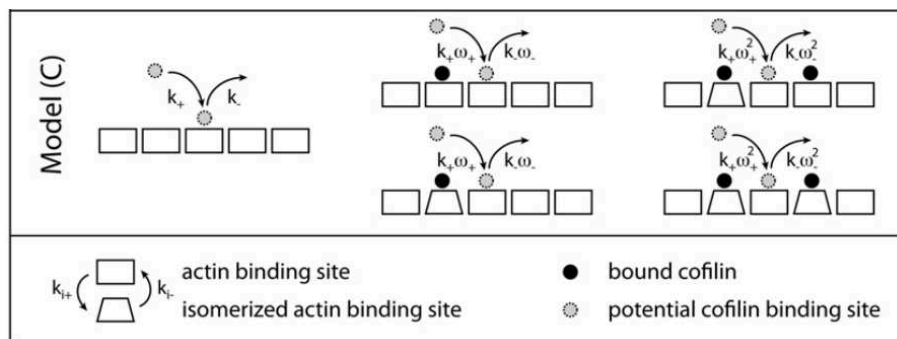 Model (C)
k₊
k₋
k₊ω₊
k₋ω₋
k₊ω₊²
k₋ω₋²
k₊ω₊
k₋ω₋
k₊ω₊²
k₋ω₋²
kᵢ₊
kᵢ₋
actin binding site
isomerized actin binding site
bound cofilin
potential cofilin binding site